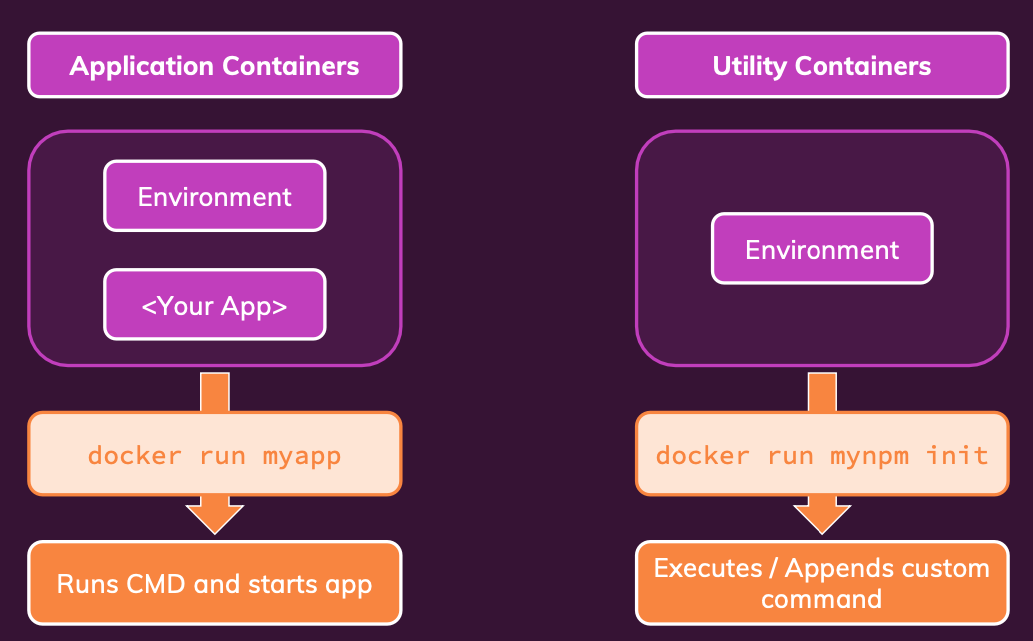 Application Containers
Environment
<Your App>
docker run myapp
Runs CMD and starts app
Utility Containers
Environment
docker run mynpm init
Executes / Appends custom
command